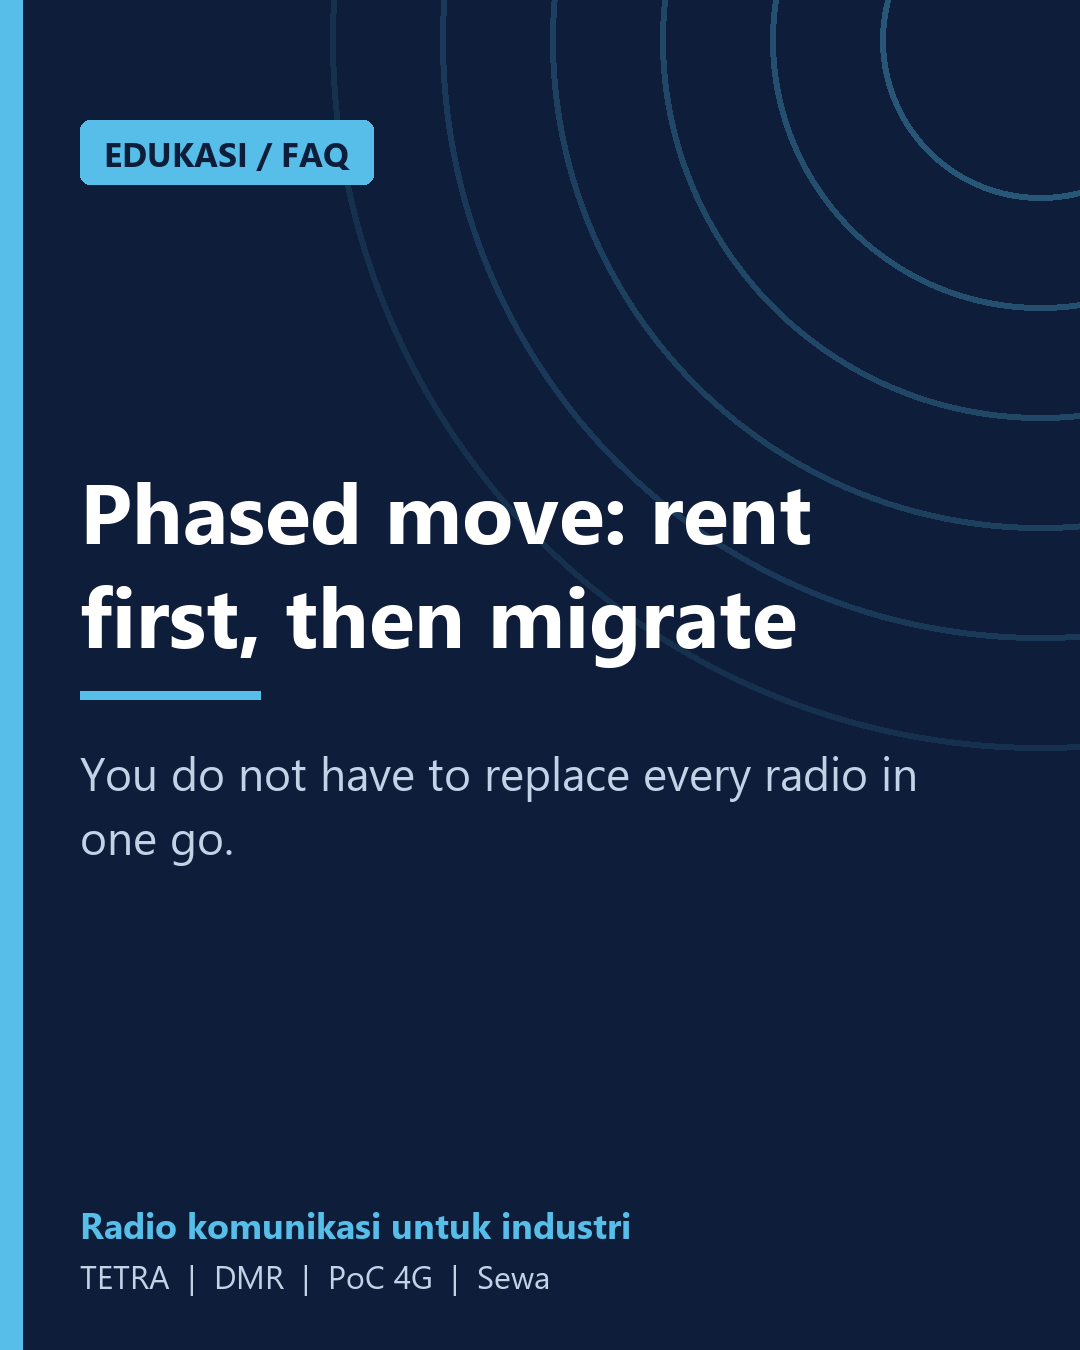 EDUKASI / FAQ
Phased move: rent
first, then migrate
You do not have to replace every radio in
one go.
Radio komunikasi untuk industri
TETRA | DMR | PoC 4G | Sewa